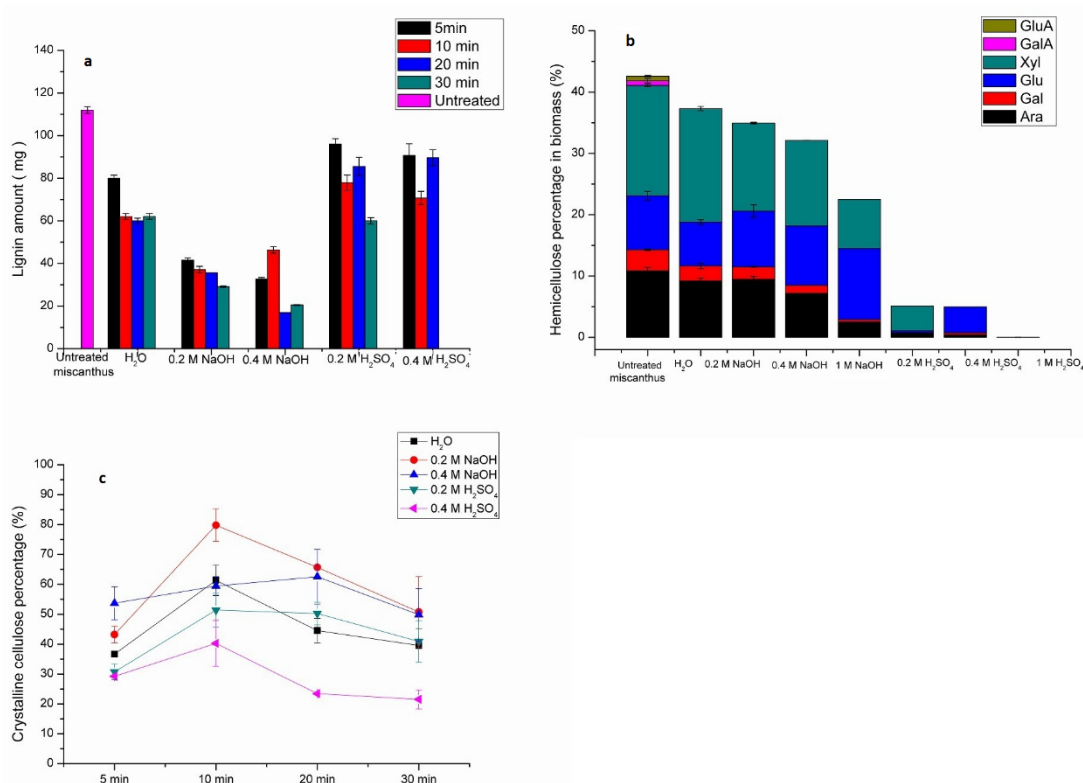 a
5min
10 min
20 min
30 min
Untreated
Lignin amount ( mg )
140
120
100
80
60
40
20
0
Untreated miscanthus
H₂O
0.2 M NaOH
0.4 M NaOH
0.2 M H₂SO₄
0.4 M H₂SO₄
b
GluA
GalA
Xyl
Glu
Gal
Ara
Hemicellulose percentage in biomass (%)
50
40
30
20
10
0
Untreated
miscanthus
H₂O
0.2 M NaOH
0.4 M NaOH
1 M NaOH
0.2 M H₂SO₄
0.4 M H₂SO₄
1 M H₂SO₄
c
H₂O
0.2 M NaOH
0.4 M NaOH
0.2 M H₂SO₄
0.4 M H₂SO₄
Crystalline cellulose percentage (%)
100
90
80
70
60
50
40
30
20
10
0
5 min
10 min
20 min
30 min